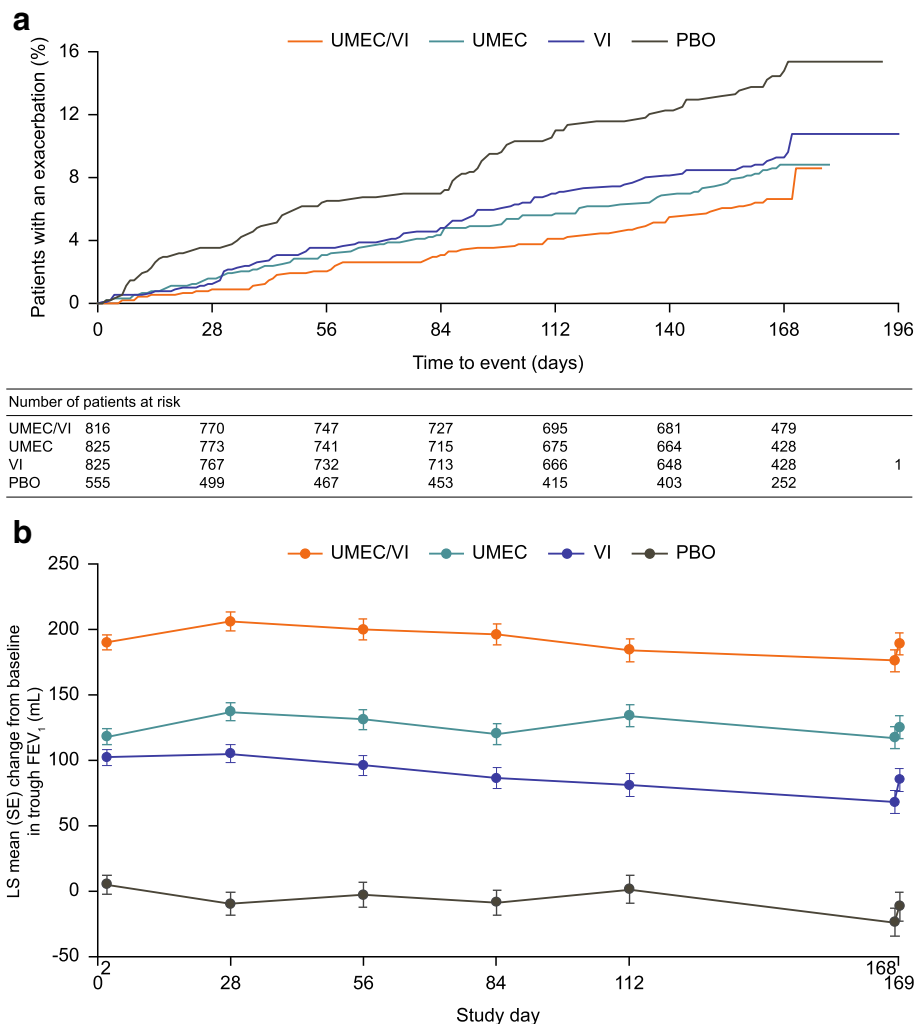 a
UMEC/VI UMEC VI PBO
Patients with an exacerbation (%)
16
12
8
4
0
0 28 56 84 112 140 168 196
Time to event (days)
Number of patients at risk
UMEC/VI 816 770 747 727 695 681 479
UMEC 825 773 741 715 675 664 428
VI 825 767 732 713 666 648 428 1
PBO 555 499 467 453 415 403 252
b
UMEC/VI UMEC VI PBO
LS mean (SE) change from baseline
in trough FEV1 (mL)
250
200
150
100
50
0
-50
2 168
0 28 56 84 112 169
Study day